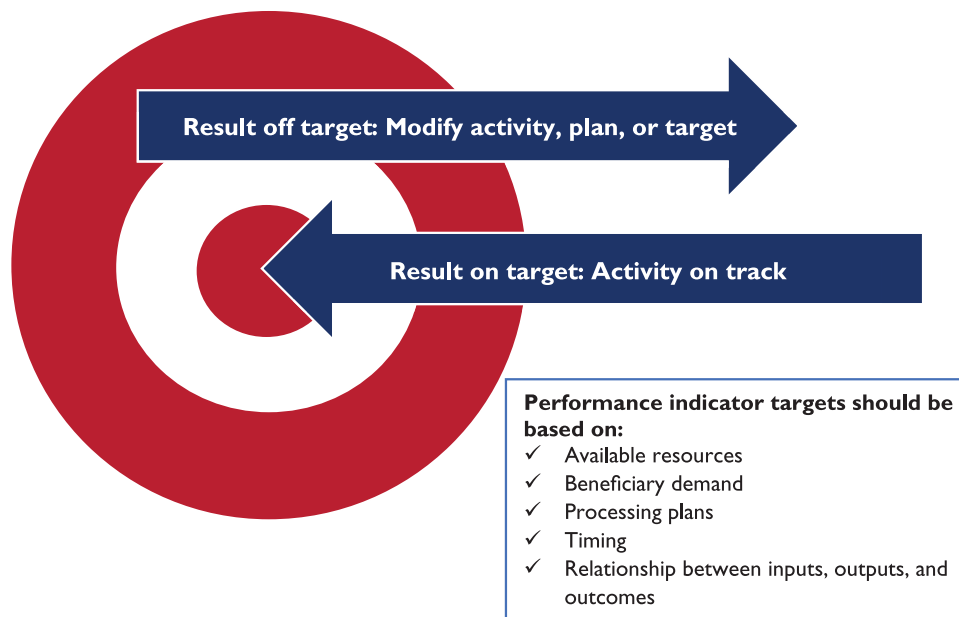 Result off target: Modify activity, plan, or target
Result on target: Activity on track
Performance indicator targets should be
based on:
✓ Available resources
✓ Beneficiary demand
✓ Processing plans
✓ Timing
✓ Relationship between inputs, outputs, and
outcomes